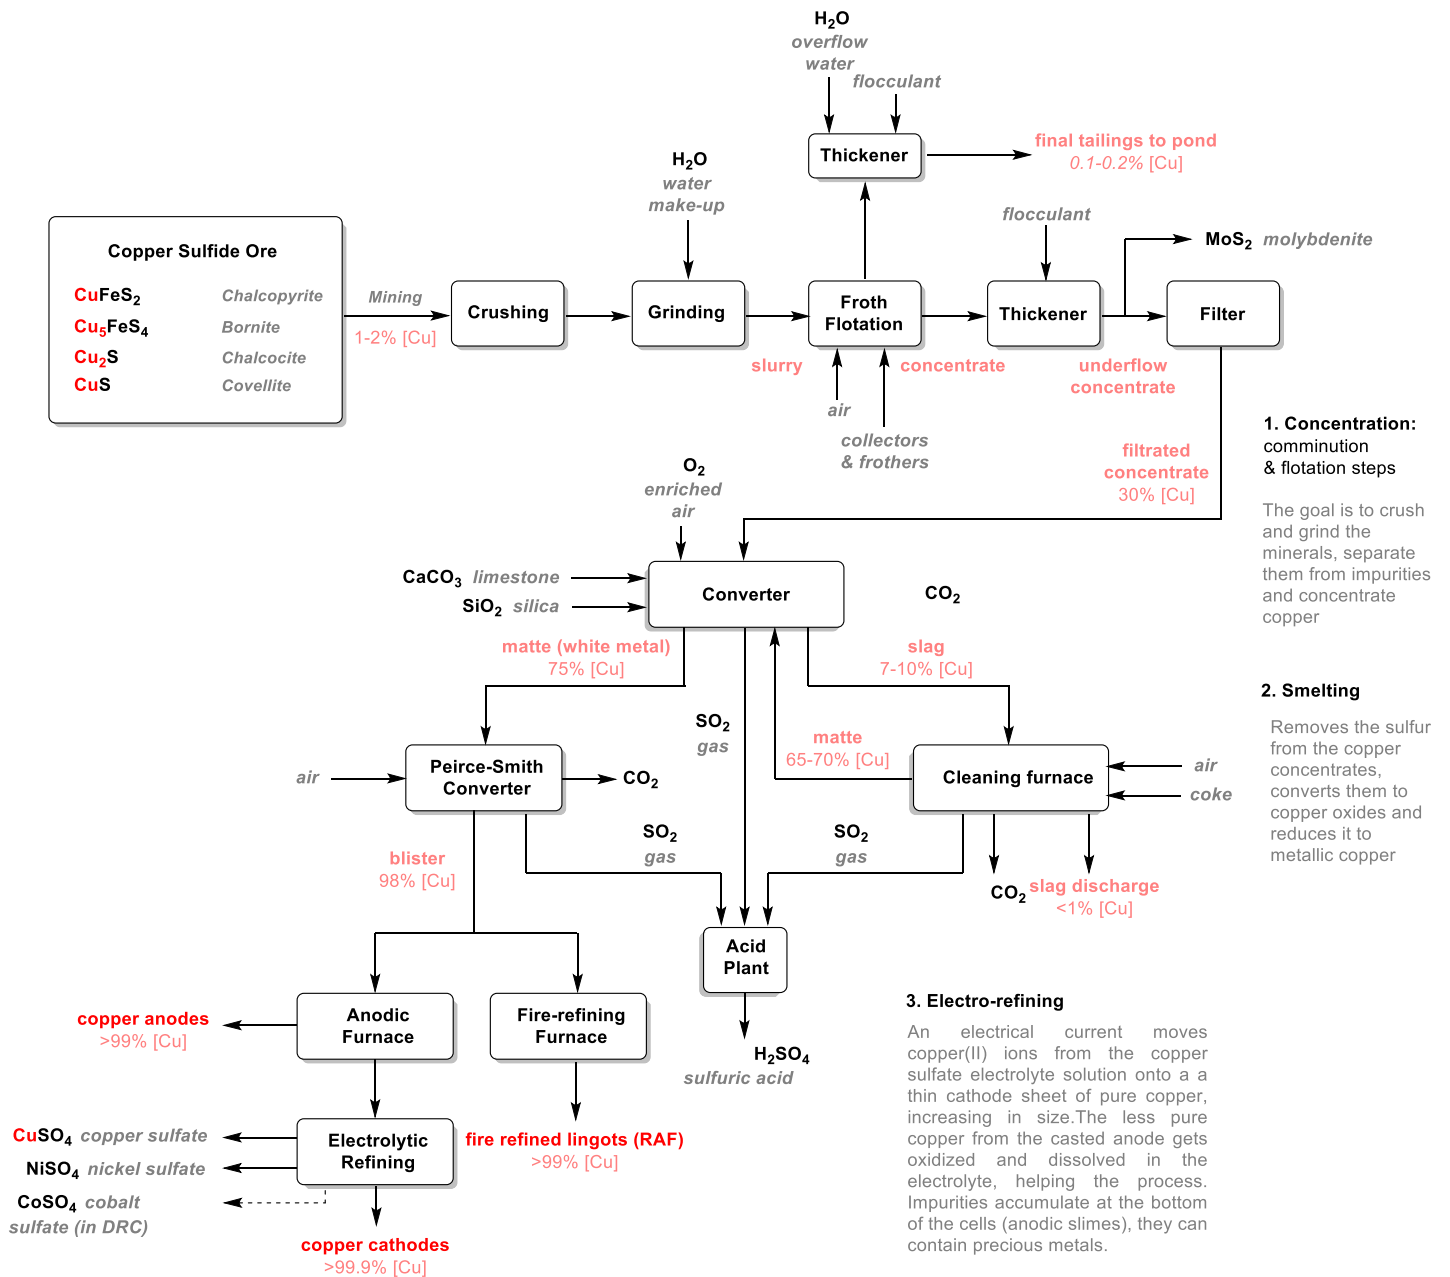 H2O
overflow
water
flocculant
Thickener
final tailings to pond
0.1-0.2% [Cu]
H2O
water
make-up
flocculant
MoS2 molybdenite
Copper Sulfide Ore
CuFeS2 Chalcopyrite
Cu5FeS4 Bornite
Cu2S Chalcocite
CuS Covellite
Mining
1-2% [Cu]
Crushing
Grinding
Froth
Flotation
Thickener
Filter
slurry
concentrate
underflow
concentrate
air
collectors
& frothers
filtrated
concentrate
30% [Cu]
1. Concentration:
comminution
& flotation steps
The goal is to crush
and grind the
minerals, separate
them from impurities
and concentrate
copper
O2
enriched
air
CaCO3 limestone
SiO2 silica
Converter
CO2
matte (white metal)
75% [Cu]
slag
7-10% [Cu]
SO2
gas
matte
65-70% [Cu]
2. Smelting
Removes the sulfur
from the copper
concentrates,
converts them to
copper oxides and
reduces it to
metallic copper
air
Peirce-Smith
Converter
CO2
Cleaning furnace
air
coke
SO2
gas
SO2
gas
blister
98% [Cu]
CO2
slag discharge
<1% [Cu]
Acid
Plant
H2SO4
sulfuric acid
copper anodes
>99% [Cu]
Anodic
Furnace
Fire-refining
Furnace
CuSO4 copper sulfate
NiSO4 nickel sulfate
CoSO4 cobalt
sulfate (in DRC)
Electrolytic
Refining
fire refined lingots (RAF)
>99% [Cu]
copper cathodes
>99.9% [Cu]
3. Electro-refining
An electrical current moves
copper(II) ions from the copper
sulfate electrolyte solution onto a a
thin cathode sheet of pure copper,
increasing in size.The less pure
copper from the casted anode gets
oxidized and dissolved in the
electrolyte, helping the process.
Impurities accumulate at the bottom
of the cells (anodic slimes), they can
contain precious metals.